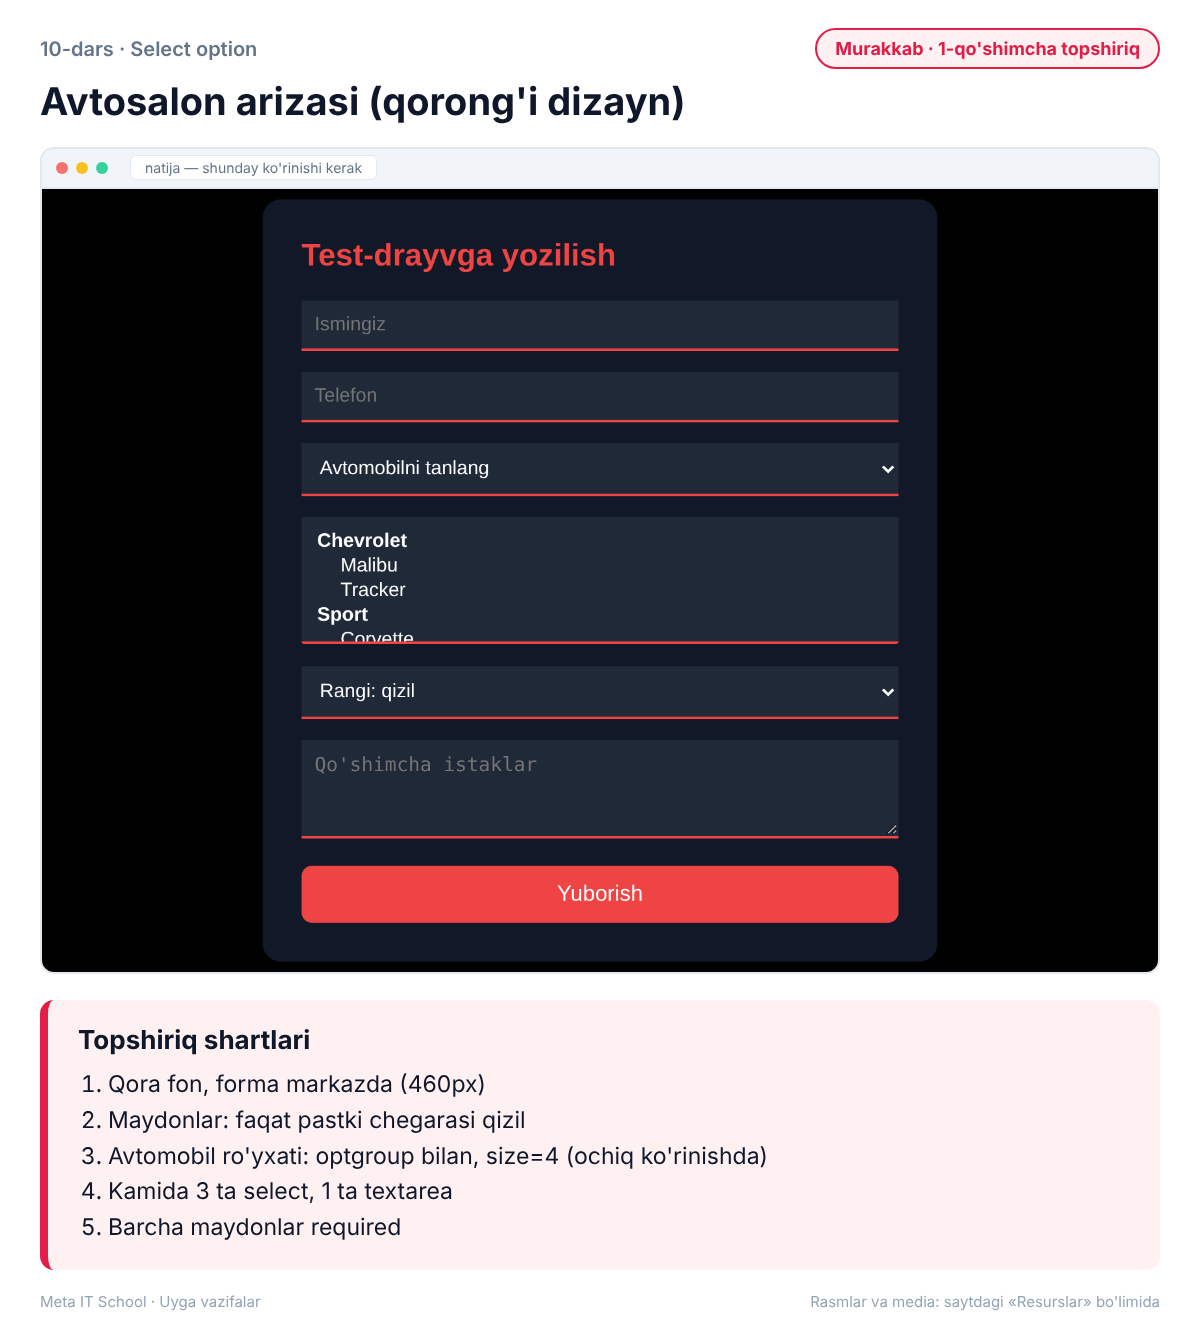 10-dars · Select option
Murakkab · 1-qo'shimcha topshiriq
Avtosalon arizasi (qorong'i dizayn)
natija — shunday ko'rinishi kerak
Test-drayvga yozilish
Ismingiz
Telefon
Avtomobilni tanlang
Chevrolet
Malibu
Tracker
Sport
Corvette
Rangi: qizil
Qo'shimcha istaklar
Yuborish
Topshiriq shartlari
1. Qora fon, forma markazda (460px)
2. Maydonlar: faqat pastki chegarasi qizil
3. Avtomobil ro'yxati: optgroup bilan, size=4 (ochiq ko'rinishda)
4. Kamida 3 ta select, 1 ta textarea
5. Barcha maydonlar required
Meta IT School · Uyga vazifalar
Rasmlar va media: saytdagi «Resurslar» bo'limida